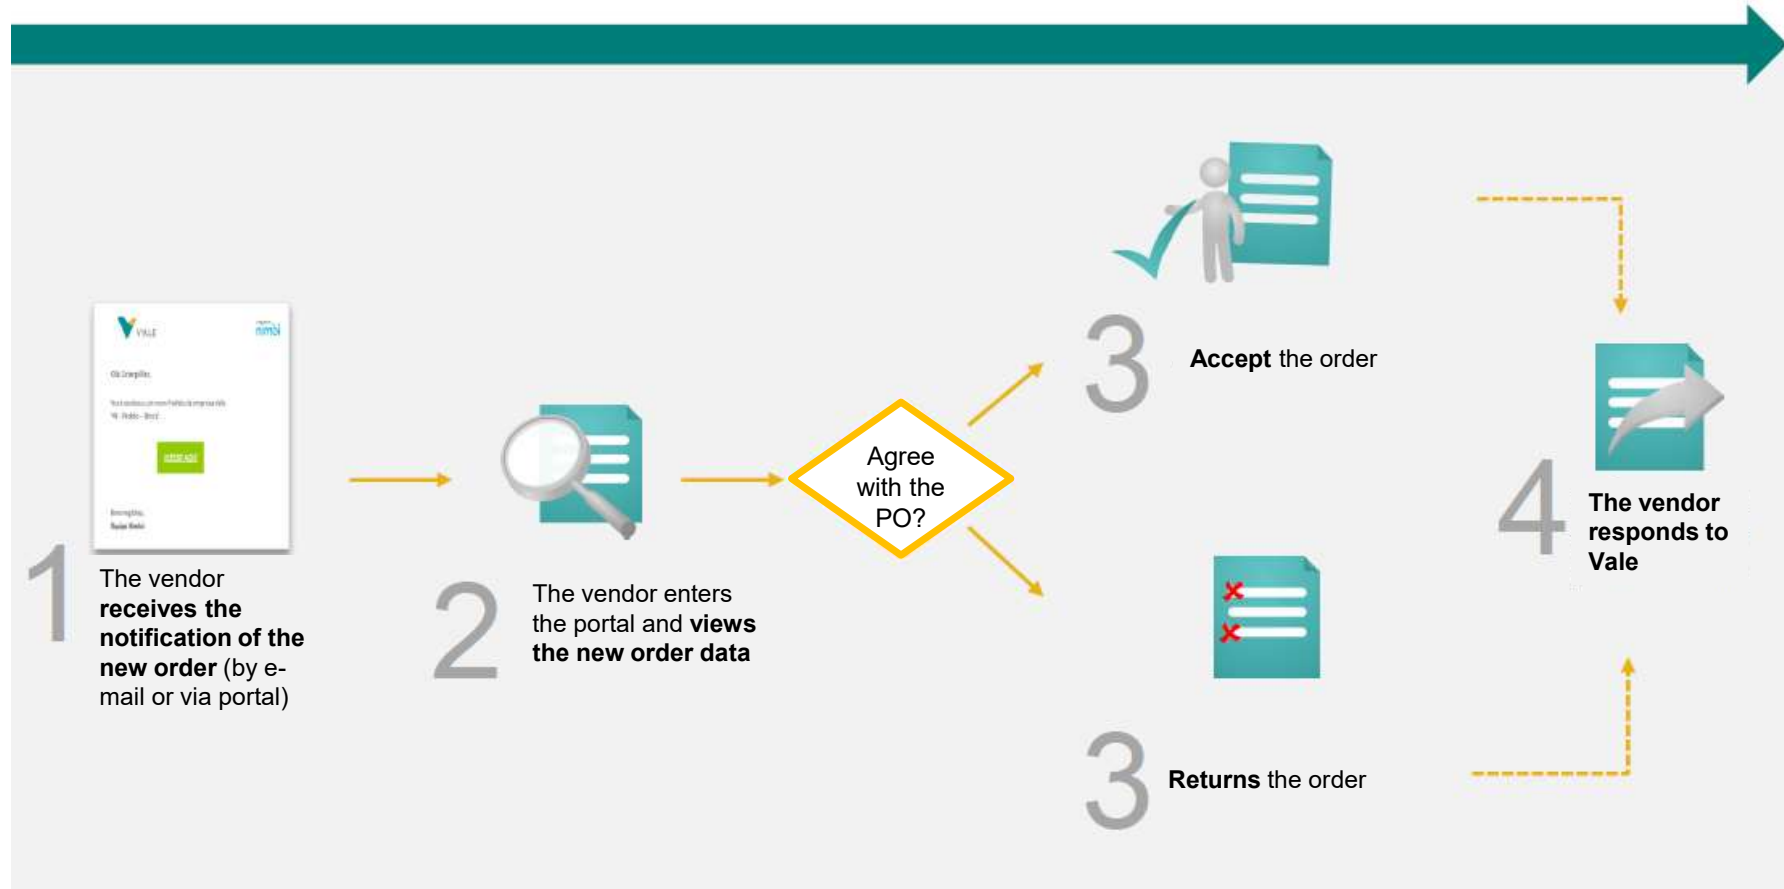 VALE
nimbi
1
The vendor
receives the
notification of the
new order (by e-
mail or via portal)
2
The vendor enters
the portal and views
the new order data
Agree
with the
PO?
3
Accept the order
3
Returns the order
4
The vendor
responds to
Vale